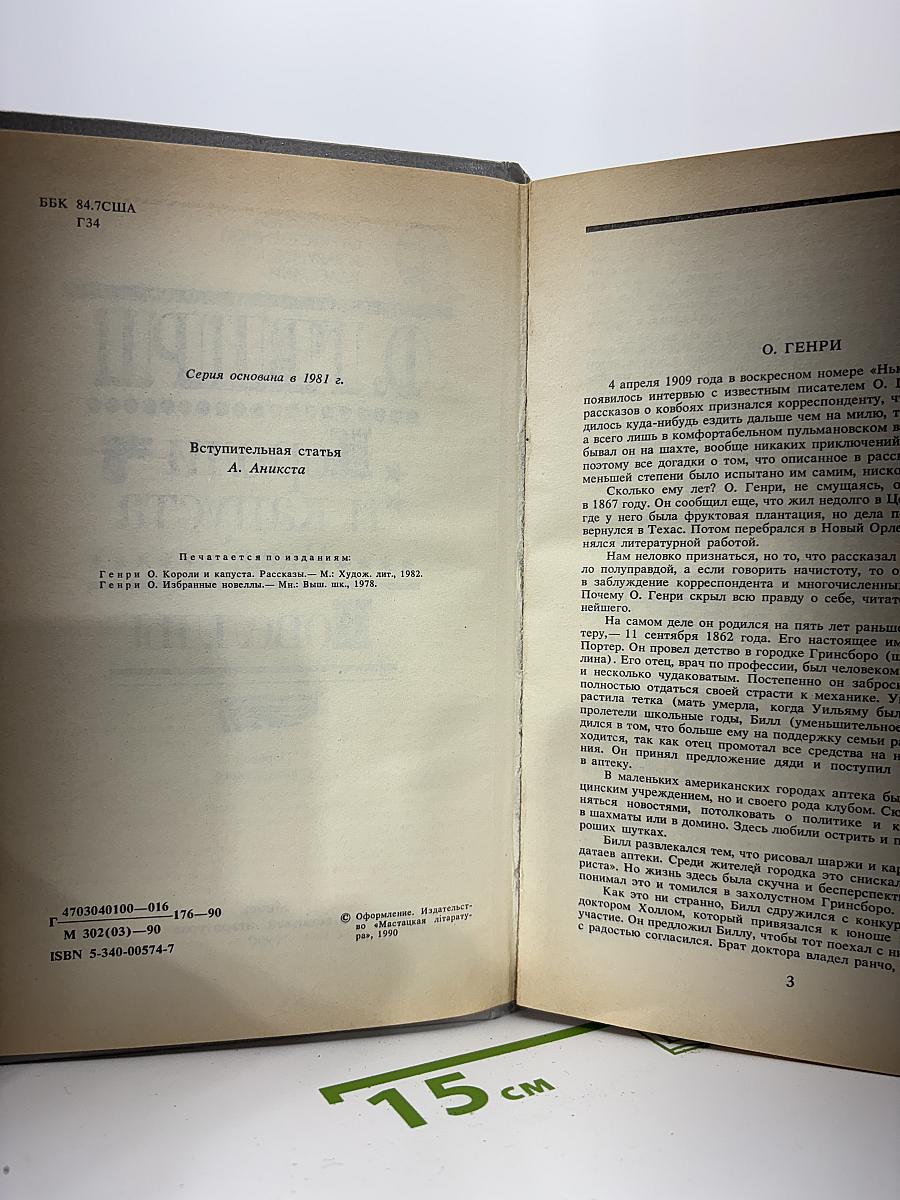 ББК 84.7США
Г34
Серия основана в 1981 г.
Вступительная статья
А. Аникста
Печатается по изданиям:
Генри О. Короли и капуста. Рассказы.— М.: Худож. лит., 1982.
Генри О. Избранные новеллы.— Мн.: Выш. шк., 1978.
Г 4703040100—016 176—90
М 302(03)—90
ISBN 5-340-00574-7
© Оформление. Издательст-
во «Мастацкая літарату-
ра», 1990
О. ГЕНРИ
4 апреля 1909 года в воскресном номере
появилось интервью с известным писателем О.
рассказов о ковбоях признался корреспонденту,
дилось куда-нибудь ездить дальше чем на милю,
а всего лишь в комфортабельном пульмановском
бывал он на шахте, вообще никаких приключений
поэтому все догадки о том, что описанное в
меньшей степени было испытано им самим,
Сколько ему лет? О. Генри, не смущаясь,
в 1867 году. Он сообщил еще, что жил недолго в
где у него была фруктовая плантация, но дела
вернулся в Техас. Потом перебрался в Новый
нялся литературной работой.
Нам неловко признаться, но то, что рассказал
ло полуправдой, а если говорить начистоту, то
в заблуждение корреспондента и многочисленных
Почему О. Генри скрыл всю правду о себе,
нейшего.
На самом деле он родился на пять лет
теру,— 11 сентября 1862 года. Его настоящее
Портер. Он провел детство в городке Гринсборо
лина). Его отец, врач по профессии, был человеком
и несколько чудаковатым. Постепенно он
полностью отдаться своей страсти к механике.
растила тетка (мать умерла, когда Уильяму
пролетели школьные годы, Билл (уменьшительное
дился в том, что больше ему на поддержку семьи
ходится, так как отец промотал все средства на
ния. Он принял предложение дяди и поступил
в аптеку.
В маленьких американских городах аптека
цинским учреждением, но и своего рода клубом.
няться новостями, потолковать о политике и
в шахматы или в домино. Здесь любили острить и
роших шутках.
Билл развлекался тем, что рисовал шаржи и
датаев аптеки. Среди жителей городка это
риста». Но жизнь здесь была скучна и
понимал это и томился в захолустном Гринсборо.
Как это ни странно, Билл сдружился с
доктором Холлом, который привязался к юноше
участие. Он предложил Биллу, чтобы тот поехал с
с радостью согласился. Брат доктора владел ранчо,
3
15 см